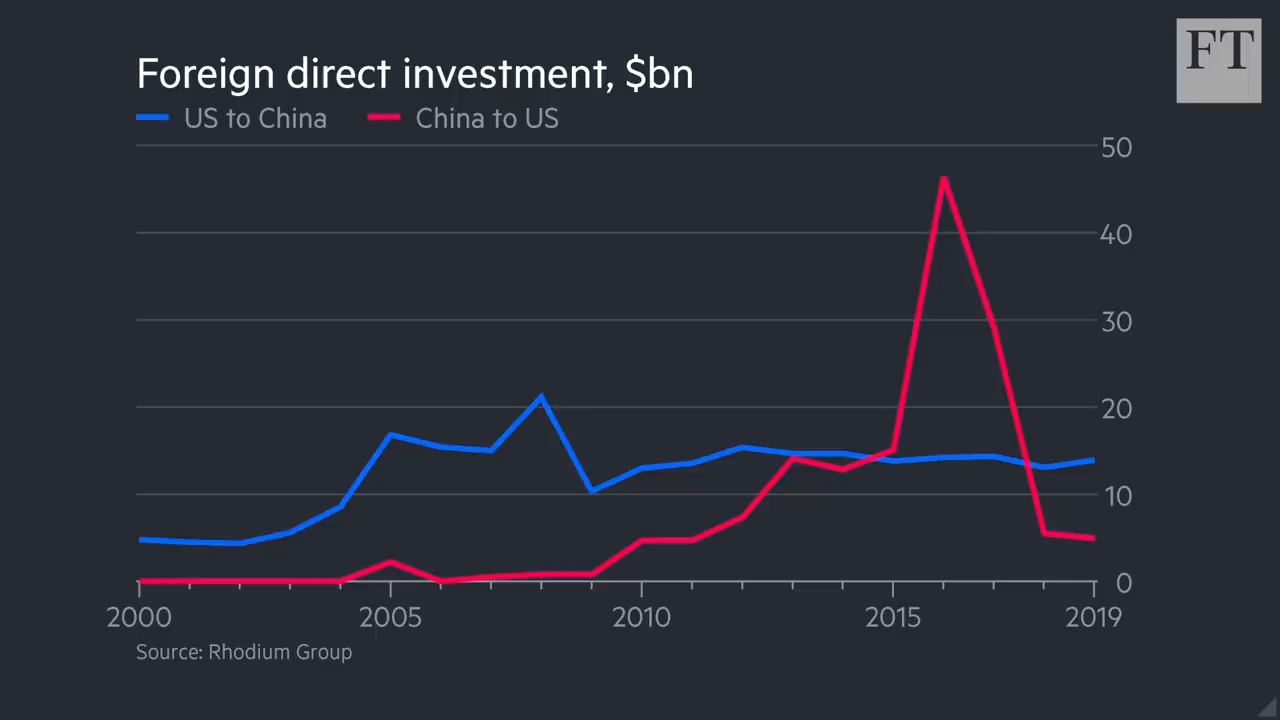 FT
Foreign direct investment, $bn
US to China China to US
50
40
30
20
10
0
2000 2005 2010 2015 2019
Source: Rhodium Group